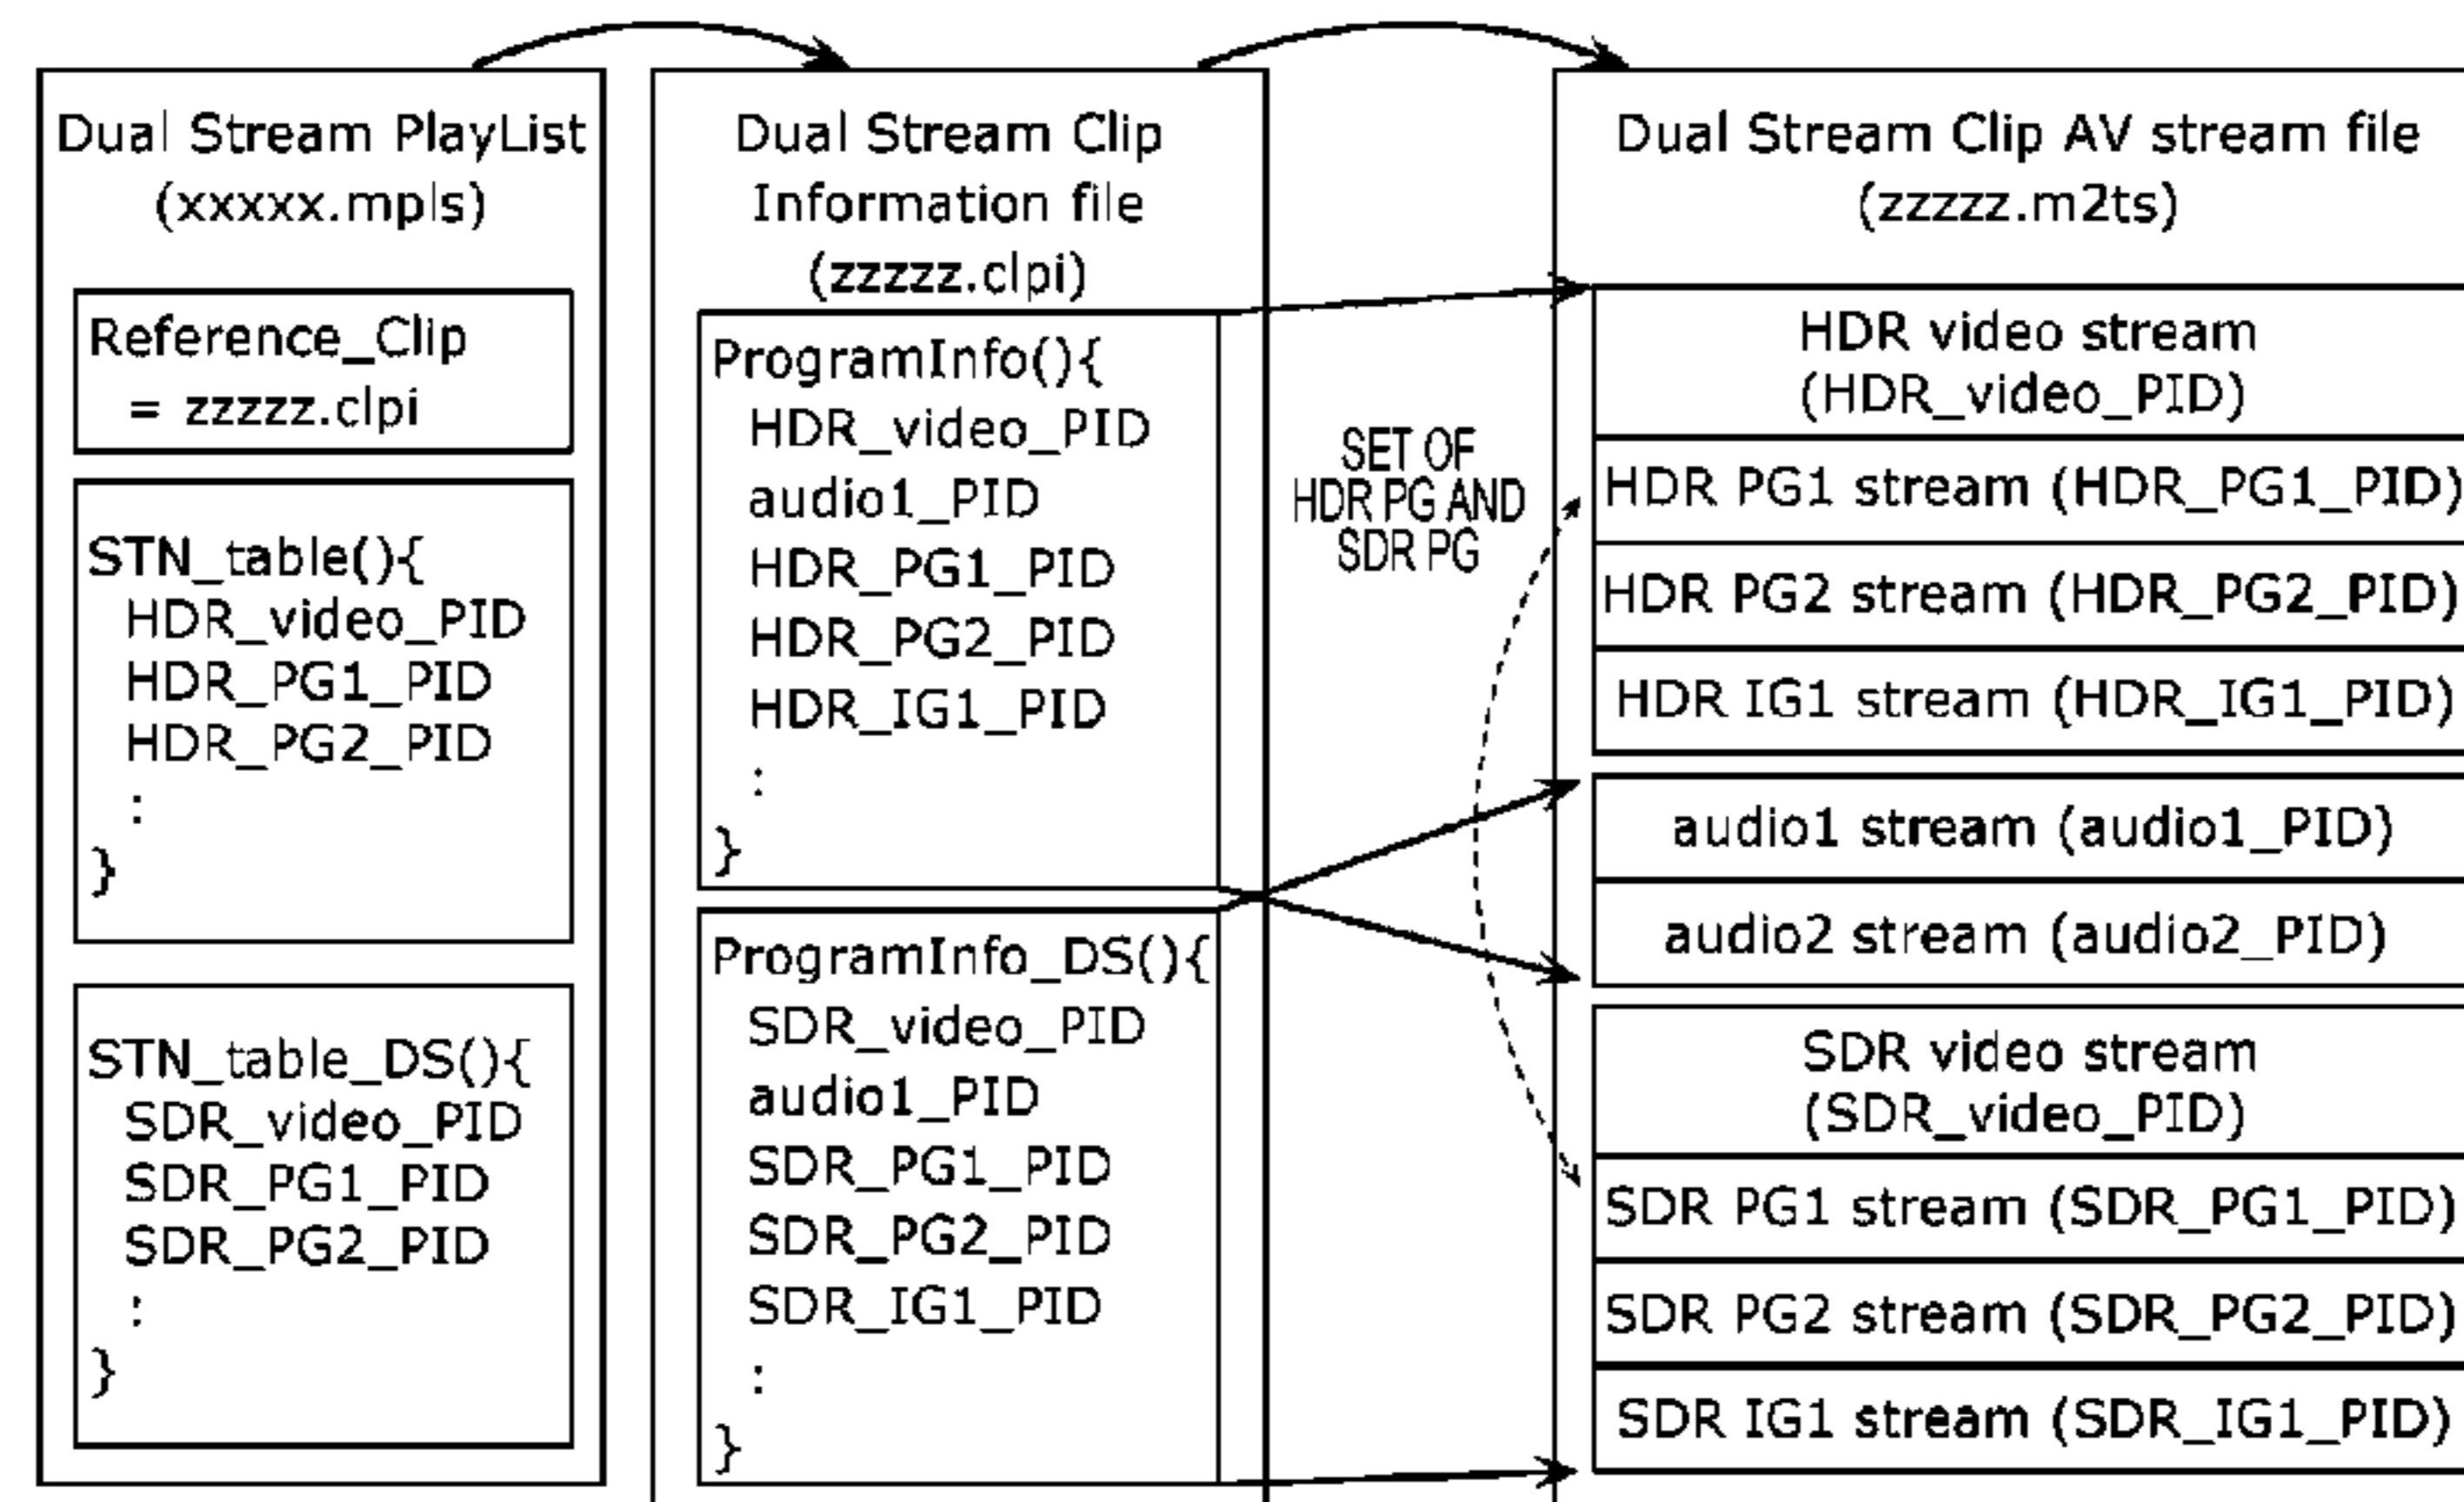 Dual Stream PlayList
(xxxxx.mpls)
Reference_Clip
= zzzzz.clpi
STN_table(){
HDR_video_PID
HDR_PG1_PID
HDR_PG2_PID
:
}
STN_table_DS(){
SDR_video_PID
SDR_PG1_PID
SDR_PG2_PID
:
}
Dual Stream Clip
Information file
(zzzzz.clpi)
ProgramInfo(){
HDR_video_PID
audio1_PID
HDR_PG1_PID
HDR_PG2_PID
HDR_IG1_PID
:
}
ProgramInfo_DS(){
SDR_video_PID
audio1_PID
SDR_PG1_PID
SDR_PG2_PID
SDR_IG1_PID
:
}
SET OF
HDR PG AND
SDR PG
Dual Stream Clip AV stream file
(zzzzz.m2ts)
HDR video stream
(HDR_video_PID)
HDR PG1 stream (HDR_PG1_PID)
HDR PG2 stream (HDR_PG2_PID)
HDR IG1 stream (HDR_IG1_PID)
audio1 stream (audio1_PID)
audio2 stream (audio2_PID)
SDR video stream
(SDR_video_PID)
SDR PG1 stream (SDR_PG1_PID)
SDR PG2 stream (SDR_PG2_PID)
SDR IG1 stream (SDR_IG1_PID)